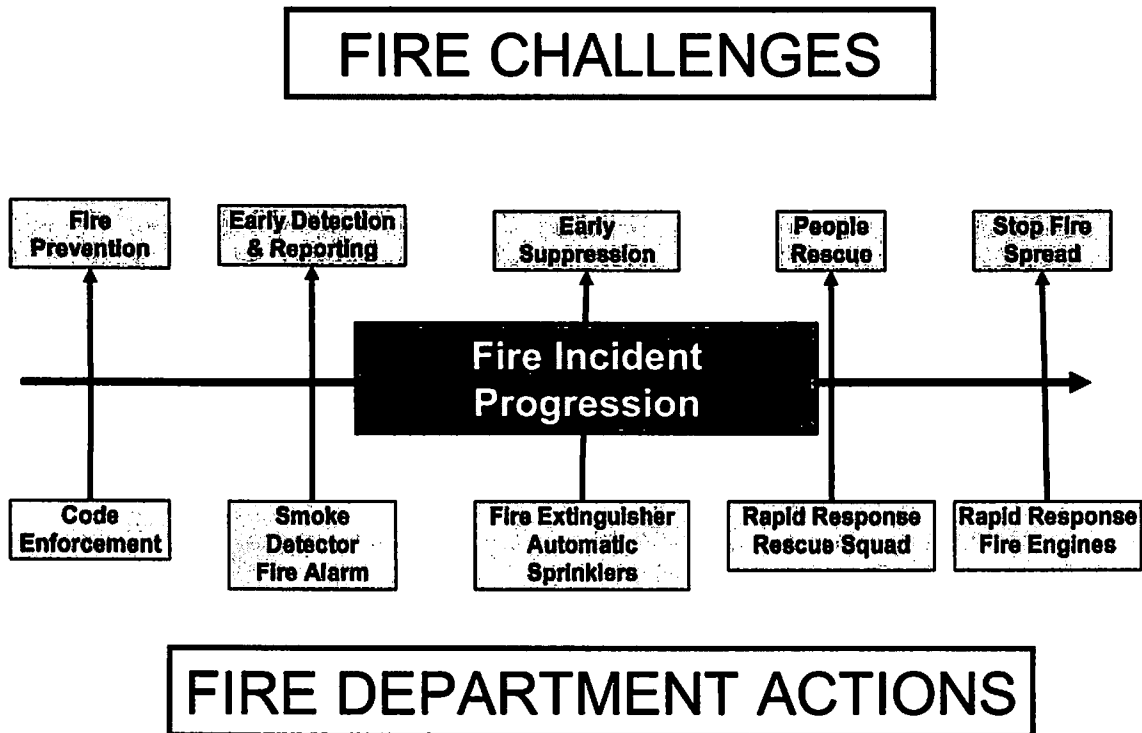 FIRE CHALLENGES
Fire
Prevention
Early Detection
& Reporting
Early
Suppression
People
Rescue
Stop Fire
Spread
Fire Incident
Progression
Code
Enforcement
Smoke
Detector
Fire Alarm
Fire Extinguisher
Automatic
Sprinklers
Rapid Response
Rescue Squad
Rapid Response
Fire Engines
FIRE DEPARTMENT ACTIONS